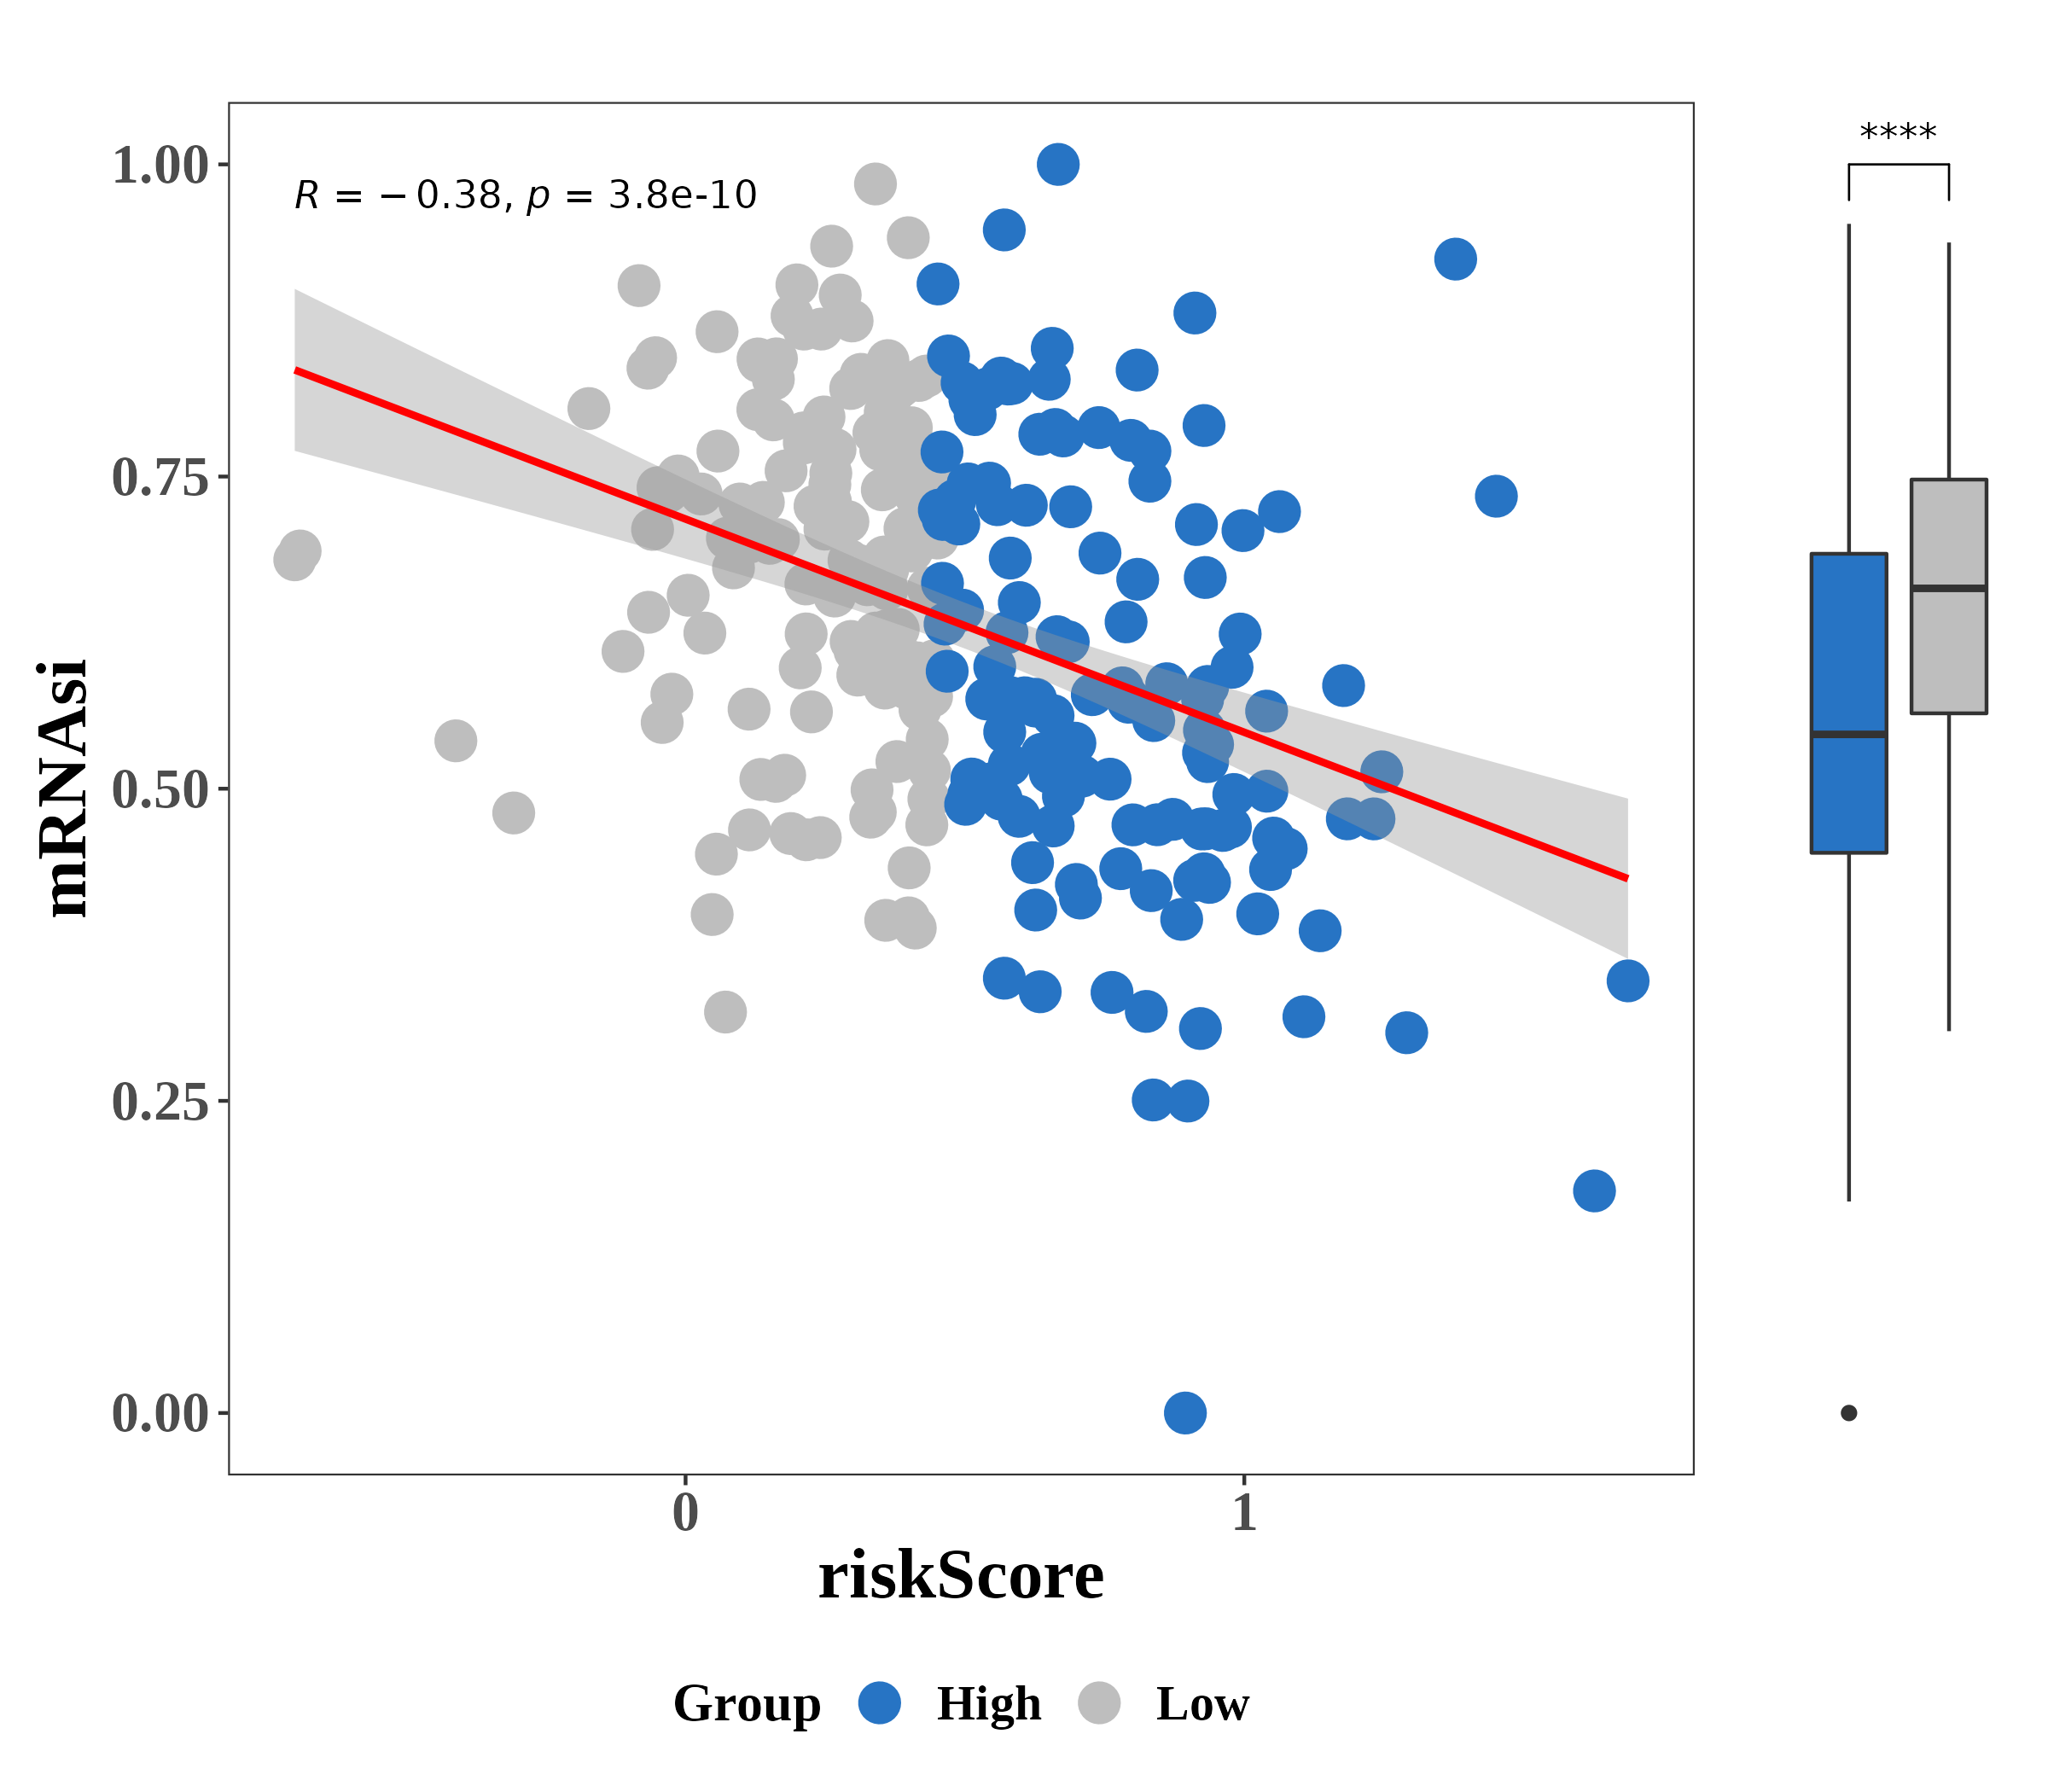 ****
R = −0.38, p = 3.8e-10
1.00
0.75
0.50
0.25
0.00
mRNAsi
0 1
riskScore
Group High Low